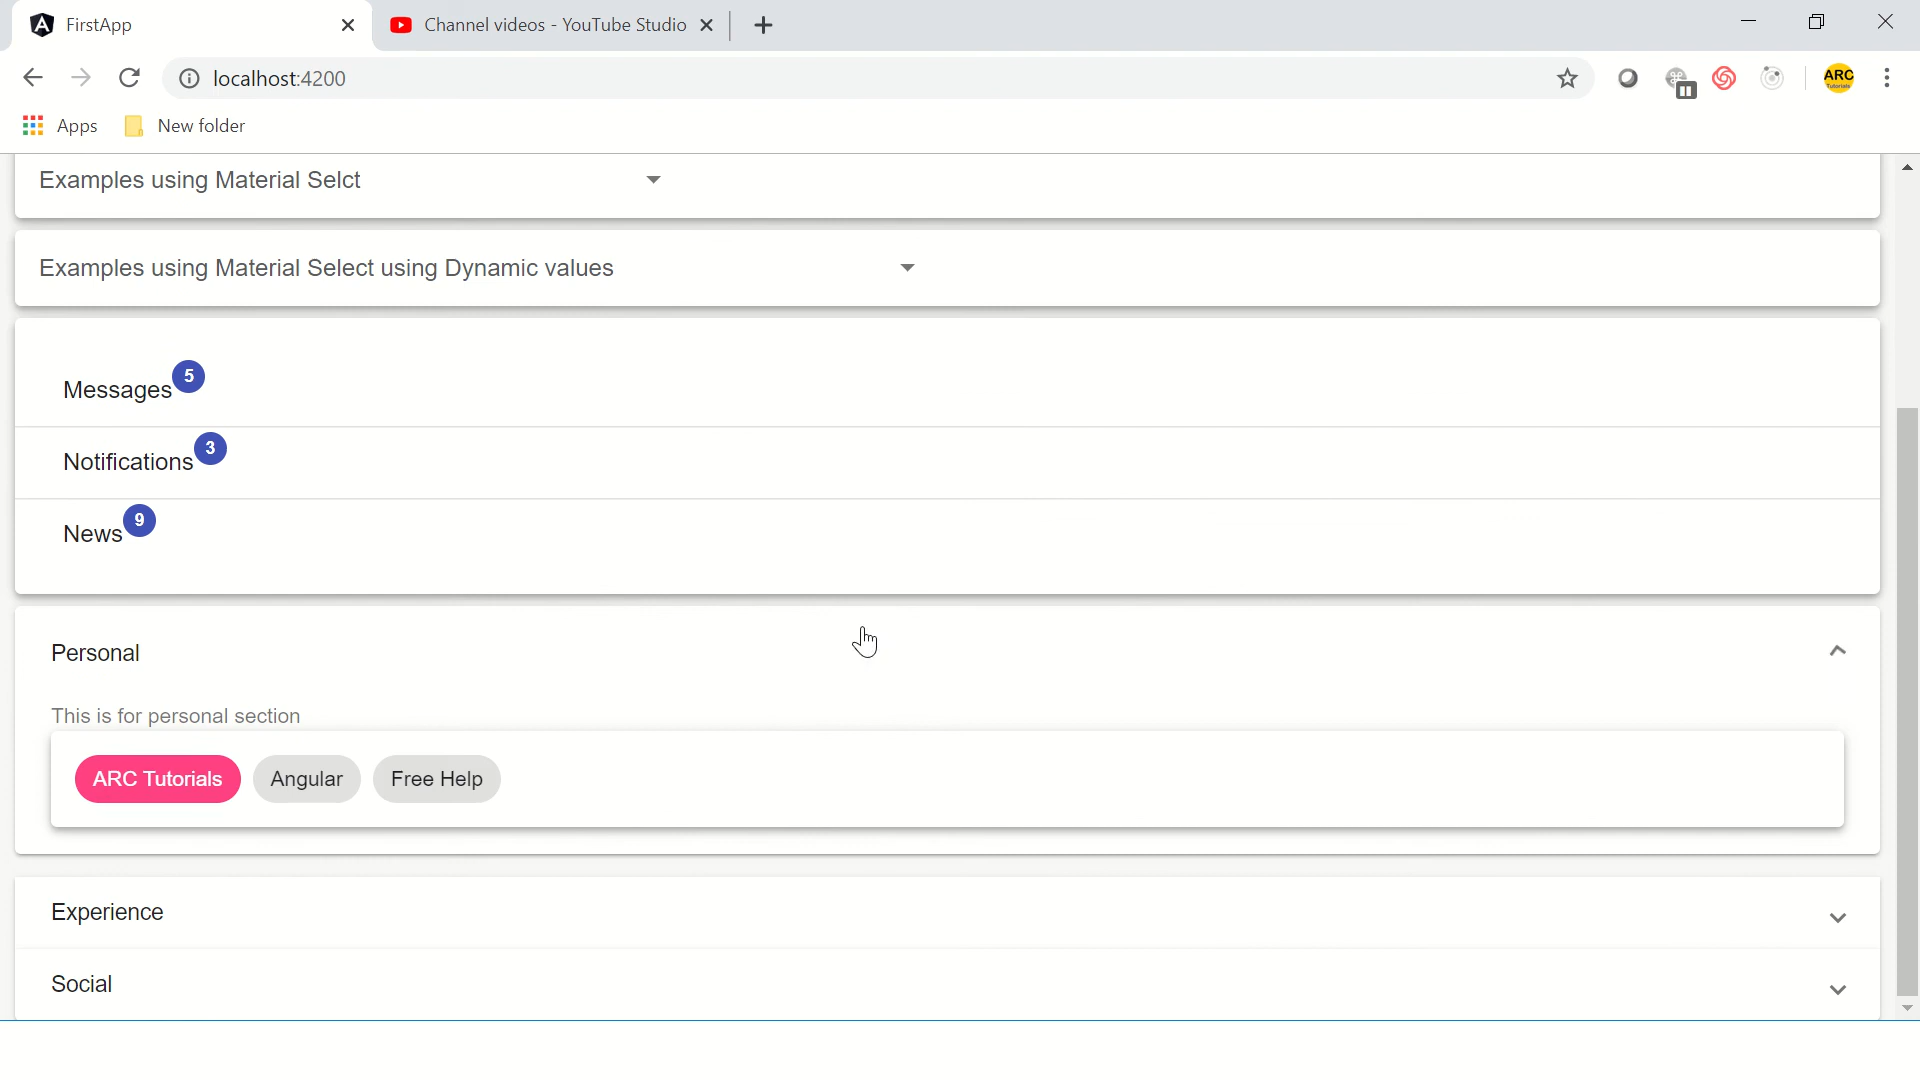 FirstApp
Channel videos - YouTube Studio
localhost:4200
ARC
Tutorials
Apps
New folder
Examples using Material Selct
Examples using Material Select using Dynamic values
Messages 5
Notifications 3
News 9
Personal
This is for personal section
ARC Tutorials Angular Free Help
Experience
Social